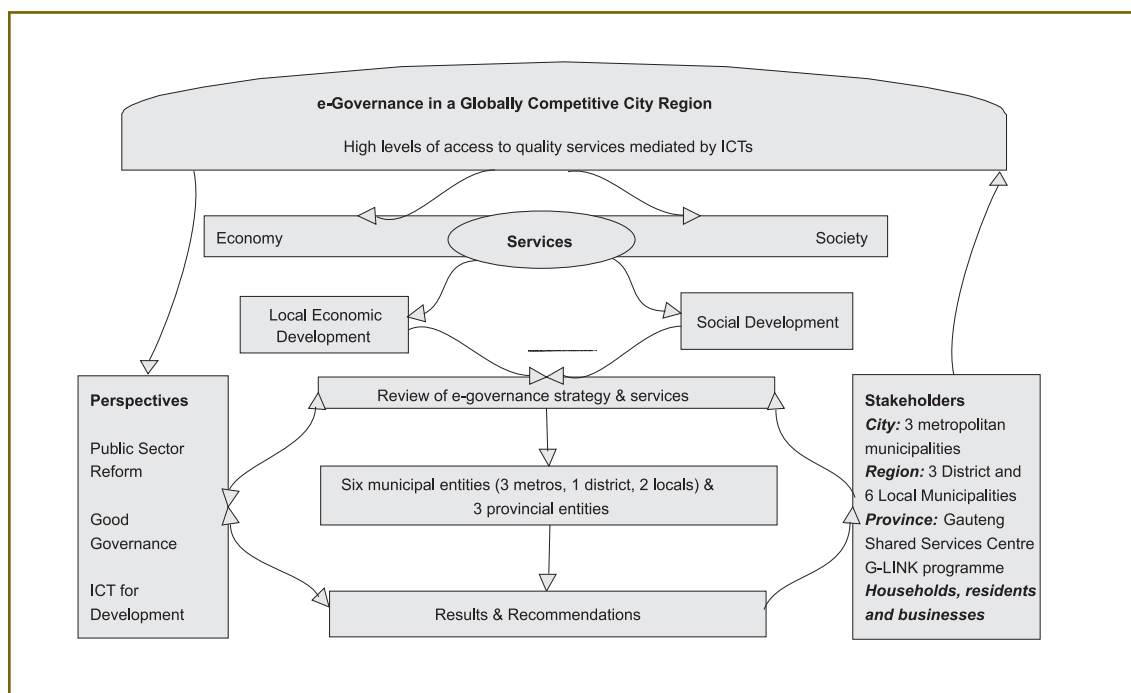 e-Governance in a Globally Competitive City Region
High levels of access to quality services mediated by ICTs
Economy
Services
Society
Local Economic
Development
Social Development
Perspectives
Public Sector
Reform
Good
Governance
ICT for
Development
Review of e-governance strategy & services
Six municipal entities (3 metros, 1 district, 2 locals) &
3 provincial entities
Results & Recommendations
Stakeholders
City: 3 metropolitan
municipalities
Region: 3 District and
6 Local Municipalities
Province: Gauteng
Shared Services Centre
G-LINK programme
Households, residents
and businesses